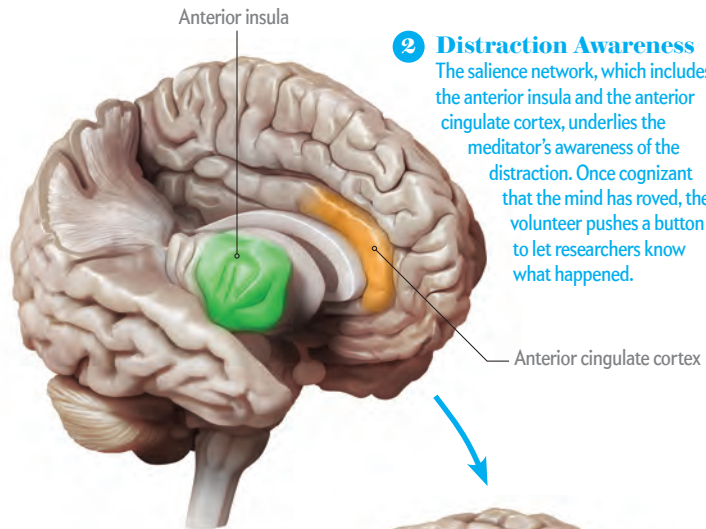 Anterior insula
2 Distraction Awareness
The salience network, which includes
the anterior insula and the anterior
cingulate cortex, underlies the
meditator's awareness of the
distraction. Once cognizant
that the mind has roved, the
volunteer pushes a button
to let researchers know
what happened.
Anterior cingulate cortex